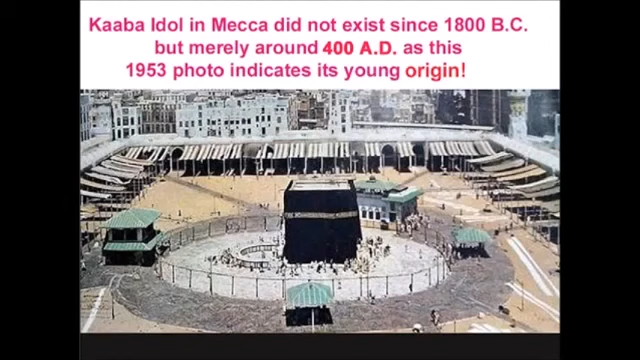 Kaaba Idol in Mecca did not exist since 1800 B.C.
but merely around 400 A.D. as this
1953 photo indicates its young origin!